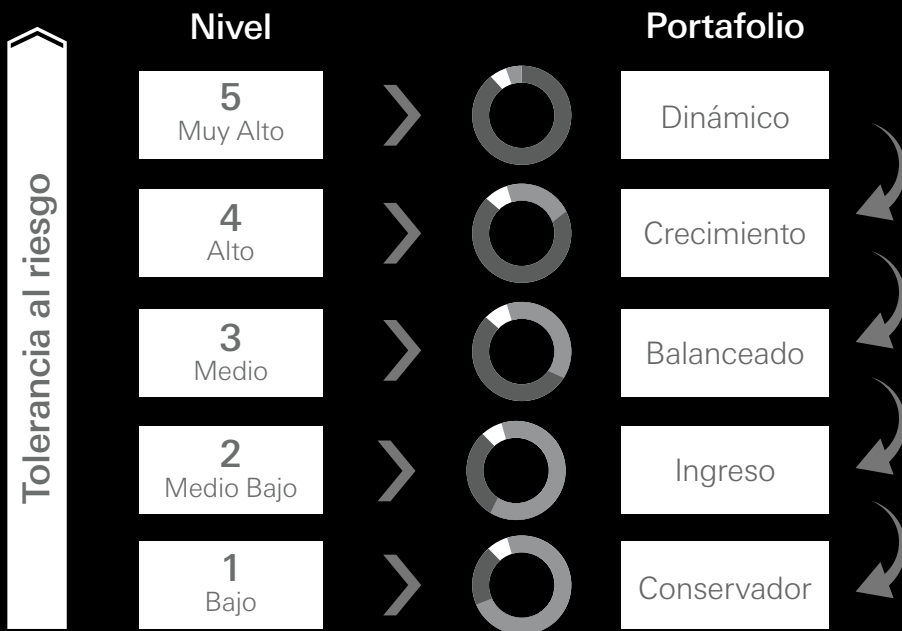 Nivel
Portafolio
Tolerancia al riesgo
5
Muy Alto
Dinámico
4
Alto
Crecimiento
3
Medio
Balanceado
2
Medio Bajo
Ingreso
1
Bajo
Conservador